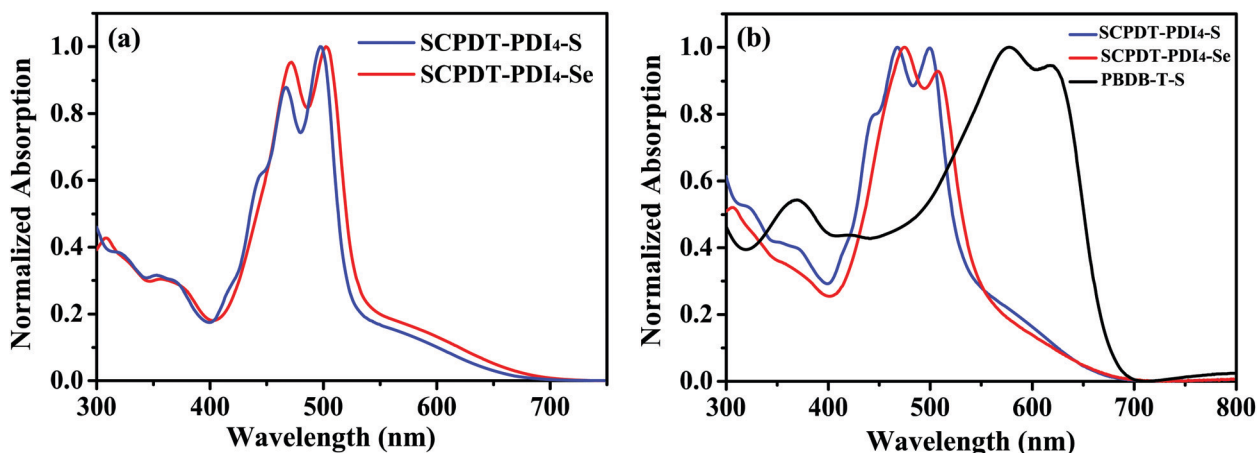 (a)
SCPDT-PDI₄-S
SCPDT-PDI₄-Se
Normalized Absorption
1.0
0.8
0.6
0.4
0.2
0.0
300 400 500 600 700
Wavelength (nm)
(b)
SCPDT-PDI₄-S
SCPDT-PDI₄-Se
PBDB-T-S
Normalized Absorption
1.0
0.8
0.6
0.4
0.2
0.0
300 400 500 600 700 800
Wavelength (nm)